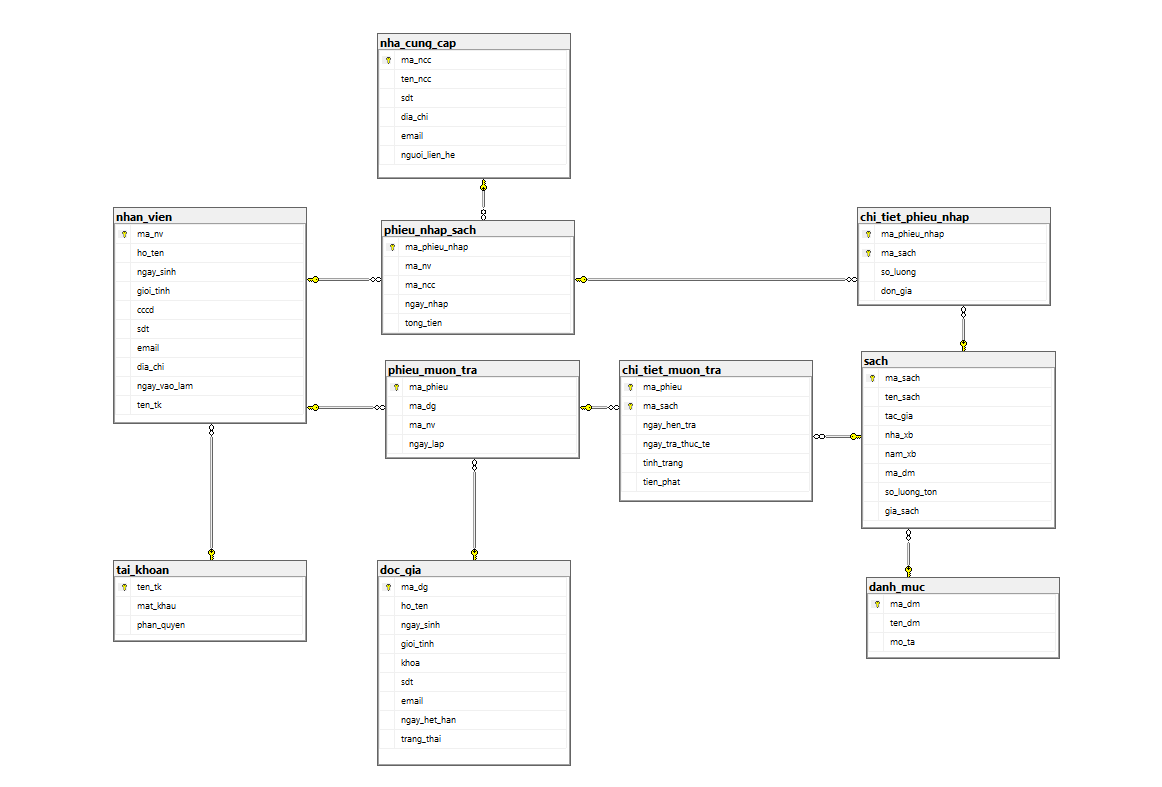 nha_cung_cap
ma_ncc
ten_ncc
sdt
dia_chi
email
nguoi_lien_he
nhan_vien
ma_nv
ho_ten
ngay_sinh
gioi_tinh
cccd
sdt
email
dia_chi
ngay_vao_lam
ten_tk
phieu_nhap_sach
ma_phieu_nhap
ma_nv
ma_ncc
ngay_nhap
tong_tien
chi_tiet_phieu_nhap
ma_phieu_nhap
ma_sach
so_luong
don_gia
phieu_muon_tra
ma_phieu
ma_dg
ma_nv
ngay_lap
chi_tiet_muon_tra
ma_phieu
ma_sach
ngay_hen_tra
ngay_tra_thuc_te
tinh_trang
tien_phat
sach
ma_sach
ten_sach
tac_gia
nha_xb
nam_xb
ma_dm
so_luong_ton
gia_sach
tai_khoan
ten_tk
mat_khau
phan_quyen
doc_gia
ma_dg
ho_ten
ngay_sinh
gioi_tinh
khoa
sdt
email
ngay_het_han
trang_thai
danh_muc
ma_dm
ten_dm
mo_ta